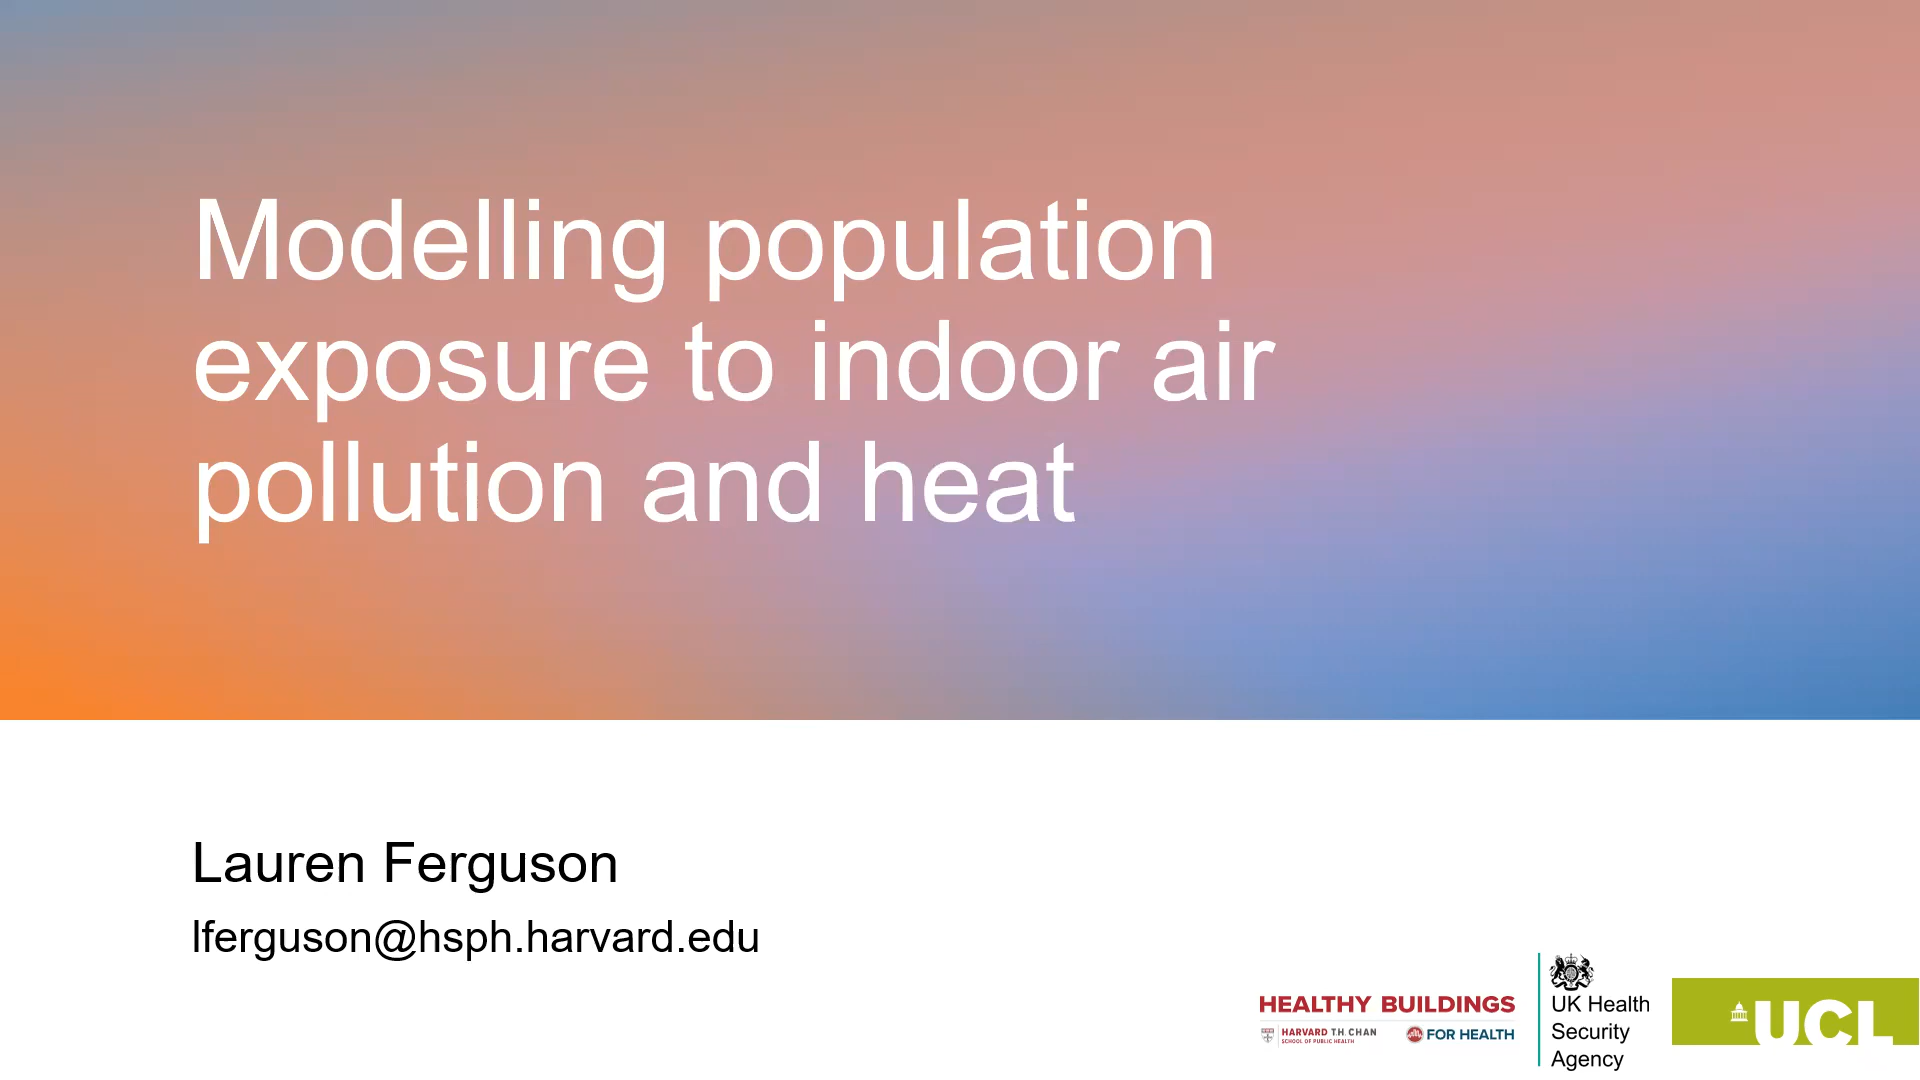 Modelling population
exposure to indoor air
pollution and heat
Lauren Ferguson
lferguson@hsph.harvard.edu
HEALTHY BUILDINGS
HARVARD T.H. CHAN
SCHOOL OF PUBLIC HEALTH
FOR HEALTH
UK Health
Security
Agency
UCL